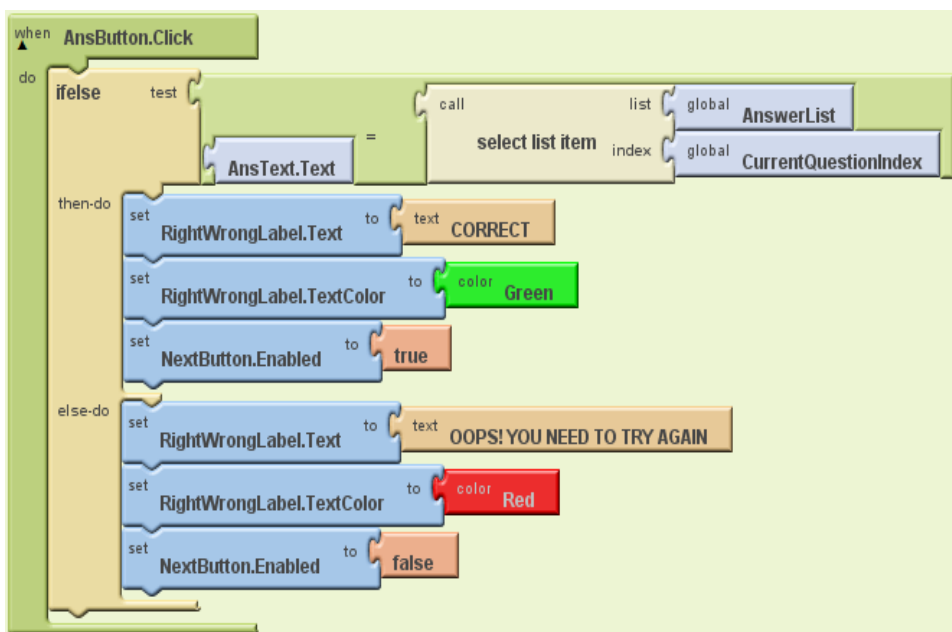 when AnsButton.Click
do
ifelse test
call list global AnswerList
AnsText.Text = select list item
index global CurrentQuestionIndex
then-do
set RightWrongLabel.Text to text CORRECT
set RightWrongLabel.TextColor to color Green
set NextButton.Enabled to true
else-do
set RightWrongLabel.Text to text OOPS! YOU NEED TO TRY AGAIN
set RightWrongLabel.TextColor to color Red
set NextButton.Enabled to false